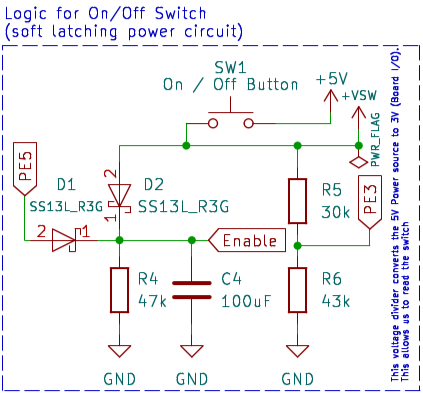 Logic for On/Off Switch
(soft latching power circuit)
SW1
On / Off Button
+5V
+VSW
PWR_FLAG
PE5
D1
SS13L_R3G
2
1
2
1
D2
SS13L_R3G
R5
30k
PE3
Enable
R4
47k
C4
100uF
R6
43k
GND
GND
GND
This voltage divider converts the 5V Power source to 3V (Board I/O).
This allows us to read the switch